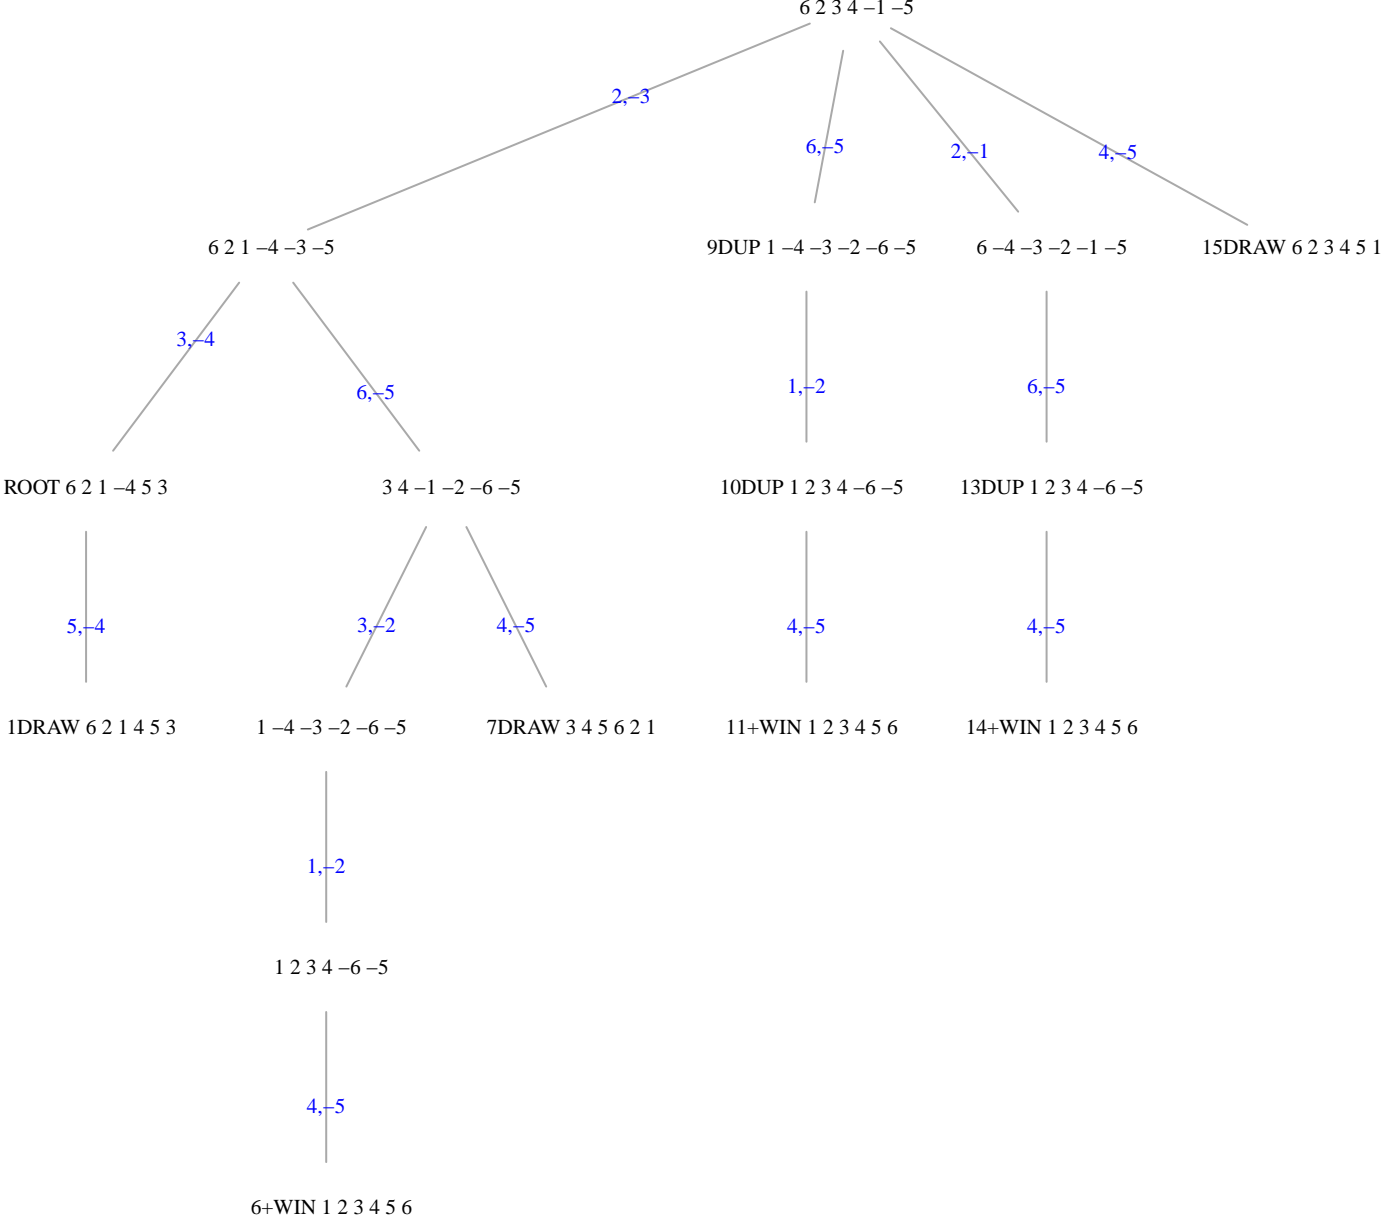 6 2 3 4 −1 −5
2,−3
6,−5
2,−1
4,−5
6 2 1 −4 −3 −5
9DUP 1 −4 −3 −2 −6 −5
6 −4 −3 −2 −1 −5
15DRAW 6 2 3 4 5 1
3,−4
6,−5
1,−2
6,−5
ROOT 6 2 1 −4 5 3
3 4 −1 −2 −6 −5
10DUP 1 2 3 4 −6 −5
13DUP 1 2 3 4 −6 −5
5,−4
3,−2
4,−5
4,−5
4,−5
1DRAW 6 2 1 4 5 3
1 −4 −3 −2 −6 −5
7DRAW 3 4 5 6 2 1
11+WIN 1 2 3 4 5 6
14+WIN 1 2 3 4 5 6
1,−2
1 2 3 4 −6 −5
4,−5
6+WIN 1 2 3 4 5 6